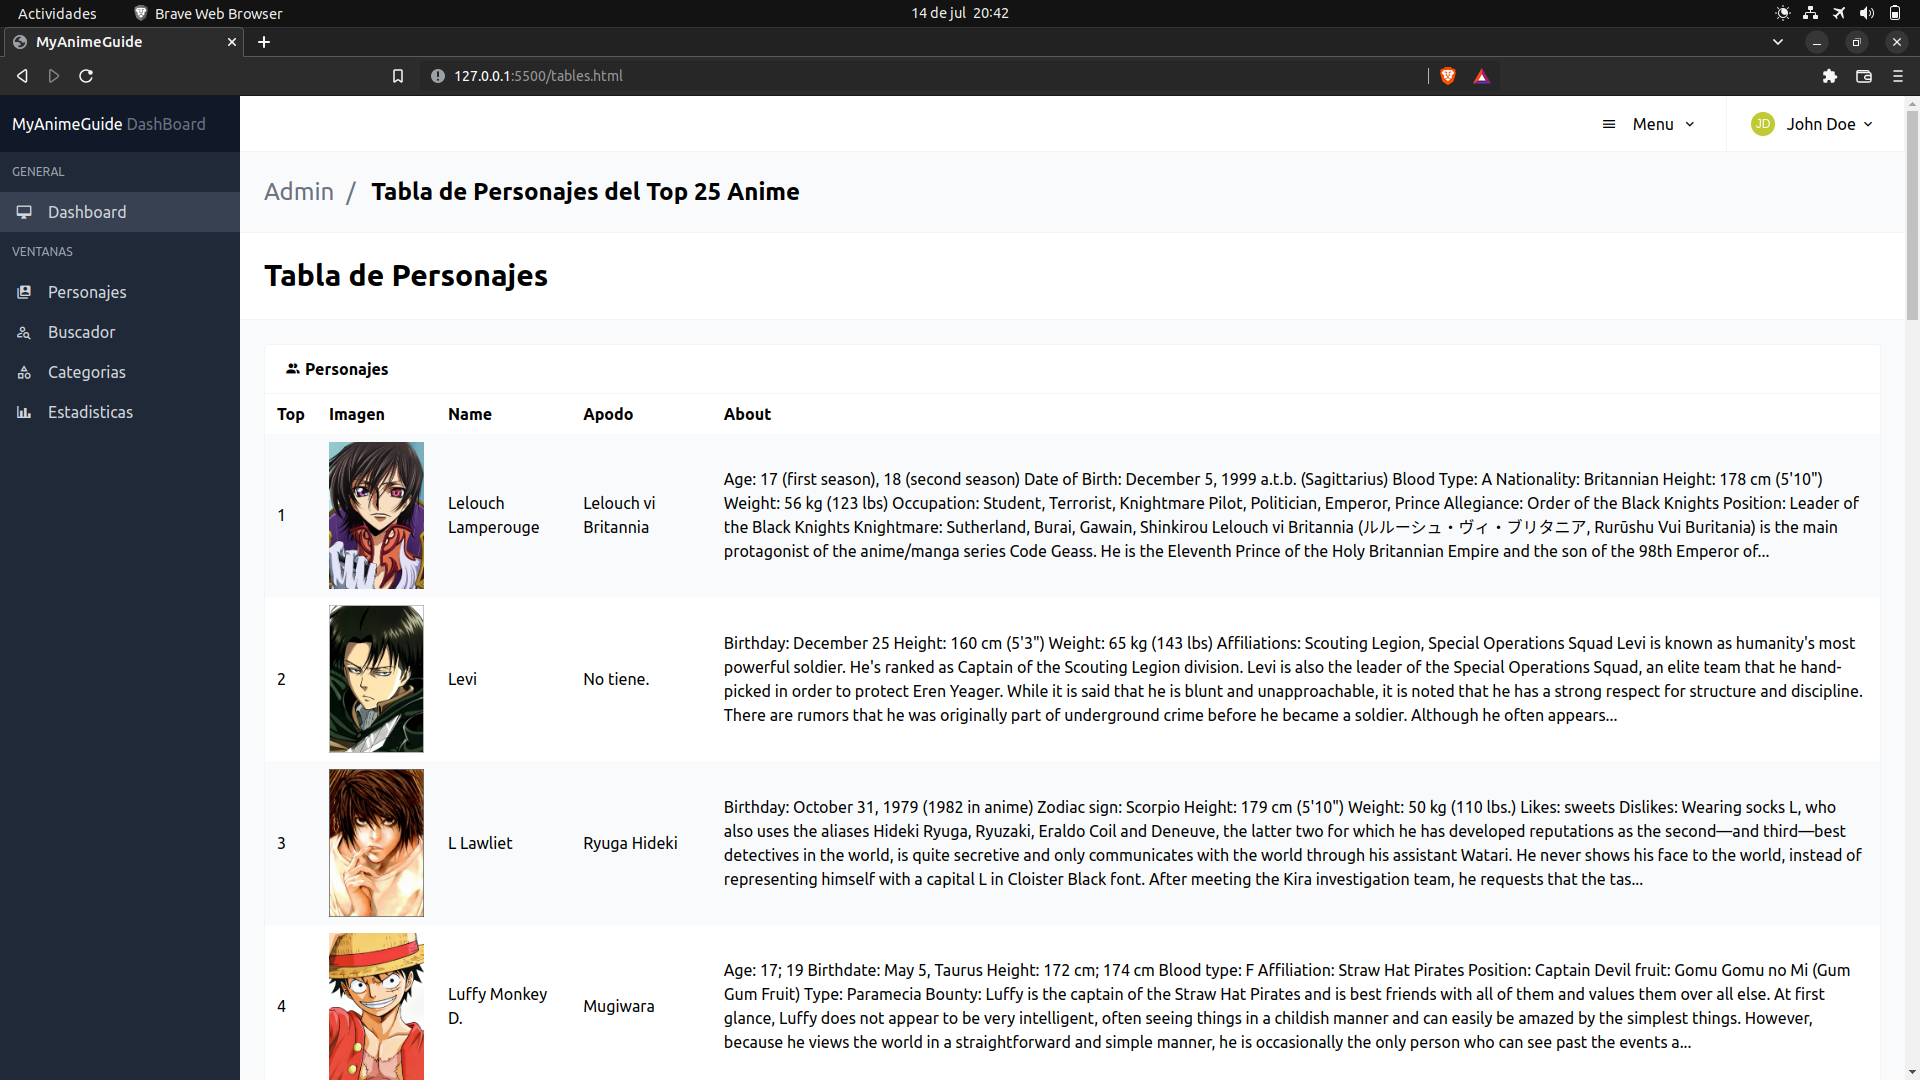 Actividades
Brave Web Browser
14 de jul 20:42
MyAnimeGuide
127.0.0.1:5500/tables.html
MyAnimeGuide DashBoard
Menu
JD
John Doe
GENERAL
Dashboard
VENTANAS
Personajes
Buscador
Categorias
Estadisticas
Admin / Tabla de Personajes del Top 25 Anime
Tabla de Personajes
Personajes
Top Imagen Name Apodo About
1
Lelouch
Lamperouge
Lelouch vi
Britannia
Age: 17 (first season), 18 (second season) Date of Birth: December 5, 1999 a.t.b. (Sagittarius) Blood Type: A Nationality: Britannian Height: 178 cm (5'10")
Weight: 56 kg (123 lbs) Occupation: Student, Terrorist, Knightmare Pilot, Politician, Emperor, Prince Allegiance: Order of the Black Knights Position: Leader of
the Black Knights Knightmare: Sutherland, Burai, Gawain, Shinkirou Lelouch vi Britannia (ルルーシュ・ヴィ・ブリタニア, Rurūshu Vui Buritania) is the main
protagonist of the anime/manga series Code Geass. He is the Eleventh Prince of the Holy Britannian Empire and the son of the 98th Emperor of...
2
Levi
No tiene.
Birthday: December 25 Height: 160 cm (5'3") Weight: 65 kg (143 lbs) Affiliations: Scouting Legion, Special Operations Squad Levi is known as humanity's most
powerful soldier. He's ranked as Captain of the Scouting Legion division. Levi is also the leader of the Special Operations Squad, an elite team that he hand-
picked in order to protect Eren Yeager. While it is said that he is blunt and unapproachable, it is noted that he has a strong respect for structure and discipline.
There are rumors that he was originally part of underground crime before he became a soldier. Although he often appears...
3
L Lawliet
Ryuga Hideki
Birthday: October 31, 1979 (1982 in anime) Zodiac sign: Scorpio Height: 179 cm (5'10") Weight: 50 kg (110 lbs.) Likes: sweets Dislikes: Wearing socks L, who
also uses the aliases Hideki Ryuga, Ryuzaki, Eraldo Coil and Deneuve, the latter two for which he has developed reputations as the second—and third—best
detectives in the world, is quite secretive and only communicates with the world through his assistant Watari. He never shows his face to the world, instead of
representing himself with a capital L in Cloister Black font. After meeting the Kira investigation team, he requests that the tas...
4
Luffy Monkey
D.
Mugiwara
Age: 17; 19 Birthdate: May 5, Taurus Height: 172 cm; 174 cm Blood type: F Affiliation: Straw Hat Pirates Position: Captain Devil fruit: Gomu Gomu no Mi (Gum
Gum Fruit) Type: Paramecia Bounty: Luffy is the captain of the Straw Hat Pirates and is best friends with all of them and values them over all else. At first
glance, Luffy does not appear to be very intelligent, often seeing things in a childish manner and can easily be amazed by the simplest things. However,
because he views the world in a straightforward and simple manner, he is occasionally the only person who can see past the events a...